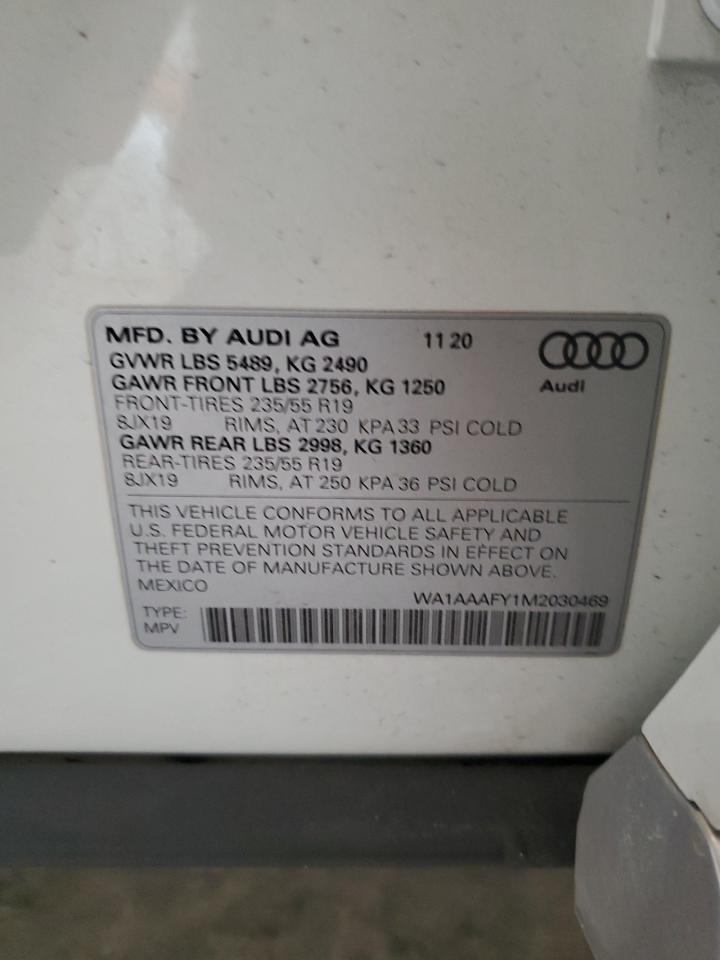 MFD. BY AUDI AG 11 20
GVWR LBS 5489, KG 2490
GAWR FRONT LBS 2756, KG 1250
Audi
FRONT-TIRES 235/55 R19
8JX19 RIMS, AT 230 KPA 33 PSI COLD
GAWR REAR LBS 2998, KG 1360
REAR-TIRES 235/55 R19
8JX19 RIMS, AT 250 KPA 36 PSI COLD
THIS VEHICLE CONFORMS TO ALL APPLICABLE
U.S. FEDERAL MOTOR VEHICLE SAFETY AND
THEFT PREVENTION STANDARDS IN EFFECT ON
THE DATE OF MANUFACTURE SHOWN ABOVE.
MEXICO
WA1AAAFY1M2030469
TYPE:
MPV